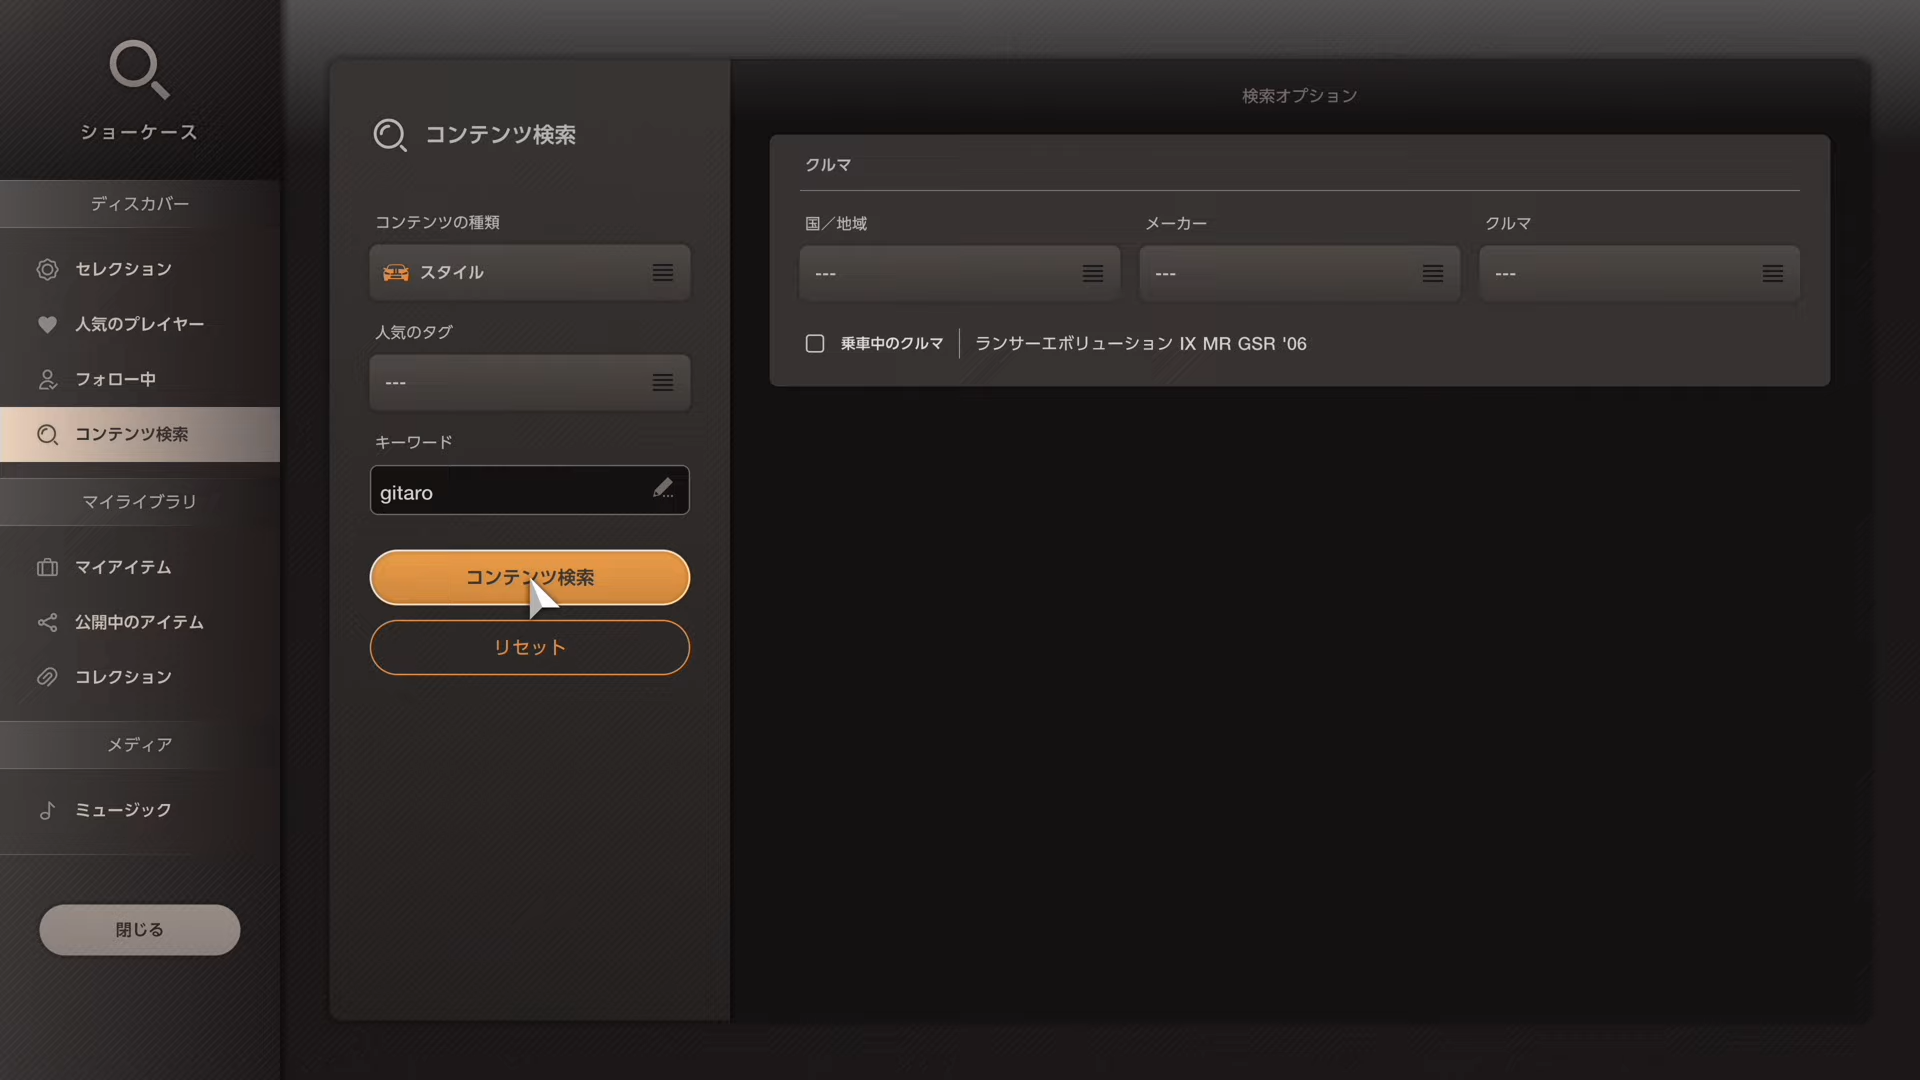 ショーケース
ディスカバー
セレクション
人気のプレイヤー
フォロー中
コンテンツ検索
マイライブラリ
マイアイテム
公開中のアイテム
コレクション
メディア
ミュージック
閉じる
コンテンツ検索
コンテンツの種類
スタイル
人気のタグ
---
キーワード
gitaro
コンテンツ検索
リセット
検索オプション
クルマ
国／地域 メーカー クルマ
--- --- ---
乗車中のクルマ ランサーエボリューション IX MR GSR '06